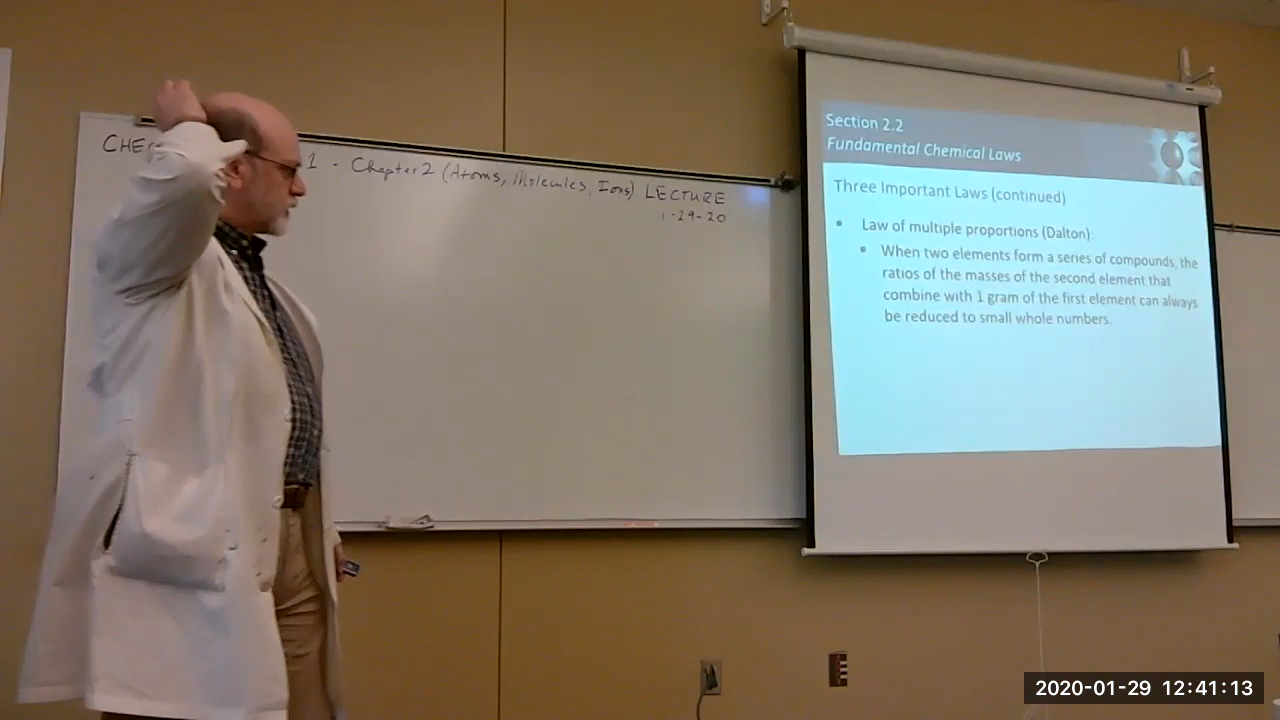 CHE 1 - Chapter 2 (Atoms, Molecules, Ions) LECTURE
1-29-20
Section 2.2
Fundamental Chemical Laws
Three Important Laws (continued)
• Law of multiple proportions (Dalton):
▪ When two elements form a series of compounds, the
ratios of the masses of the second element that
combine with 1 gram of the first element can always
be reduced to small whole numbers.
2020-01-29 12:41:13